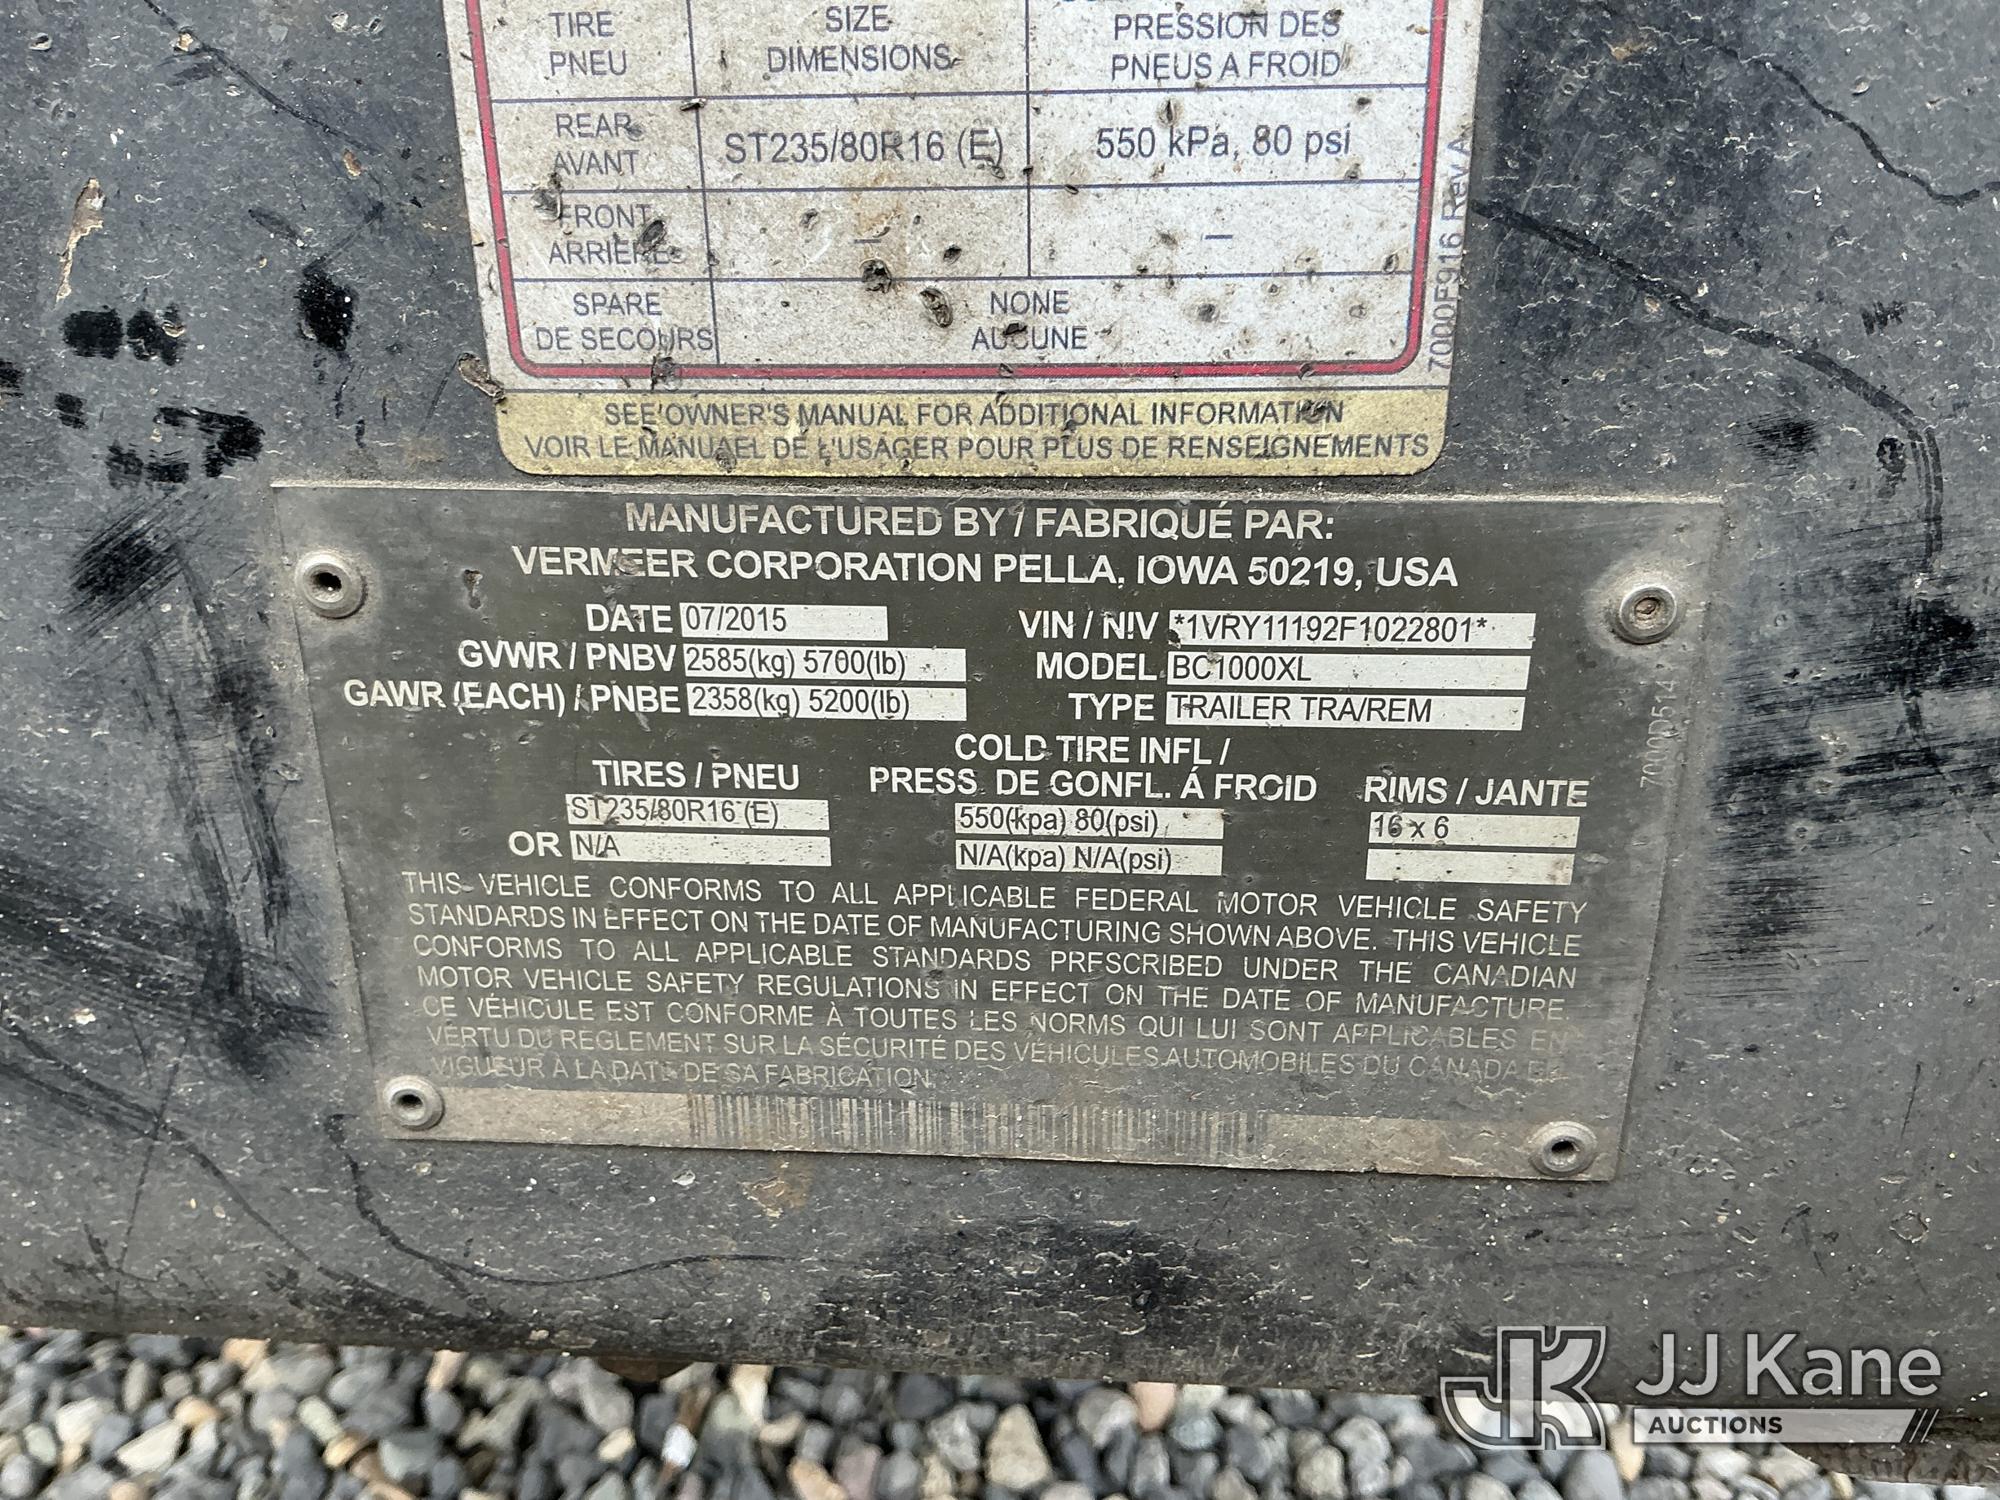 TIRE SIZE PRESSION DES
PNEU DIMENSIONS PNEUS A FROID
REAR ST235/80R16 (E) 550 kPa, 80 psi
AVANT
FRONT — —
ARRIERE
SPARE NONE
DE SECOURS AUCUNE
7000F916 Rev A
SEE OWNER'S MANUAL FOR ADDITIONAL INFORMATION
VOIR LE MANUAEL DE L'USAGER POUR PLUS DE RENSEIGNEMENTS
MANUFACTURED BY / FABRIQUÉ PAR:
VERMEER CORPORATION PELLA, IOWA 50219, USA
DATE 07/2015 VIN / NIV *1VRY11192F1022801*
GVWR / PNBV 2585(kg) 5700(lb) MODEL BC1000XL
GAWR (EACH) / PNBE 2358(kg) 5200(lb) TYPE TRAILER TRA/REM
COLD TIRE INFL /
TIRES / PNEU PRESS DE GONFL. Á FROID RIMS / JANTE
ST235/80R16 (E) 550(kpa) 80(psi) 16 x 6
OR N/A N/A(kpa) N/A(psi)
THIS VEHICLE CONFORMS TO ALL APPLICABLE FEDERAL MOTOR VEHICLE SAFETY
STANDARDS IN EFFECT ON THE DATE OF MANUFACTURING SHOWN ABOVE. THIS VEHICLE
CONFORMS TO ALL APPLICABLE STANDARDS PRESCRIBED UNDER THE CANADIAN
MOTOR VEHICLE SAFETY REGULATIONS IN EFFECT ON THE DATE OF MANUFACTURE.
CE VÉHICULE EST CONFORME À TOUTES LES NORMS QUI LUI SONT APPLICABLES EN
VERTU DU REGLEMENT SUR LA SÉCURITÉ DES VÉHICULES AUTOMOBILES DU CANADA
VIGUEUR À LA DATE DE SA FABRICATION.
JK JJ Kane
AUCTIONS